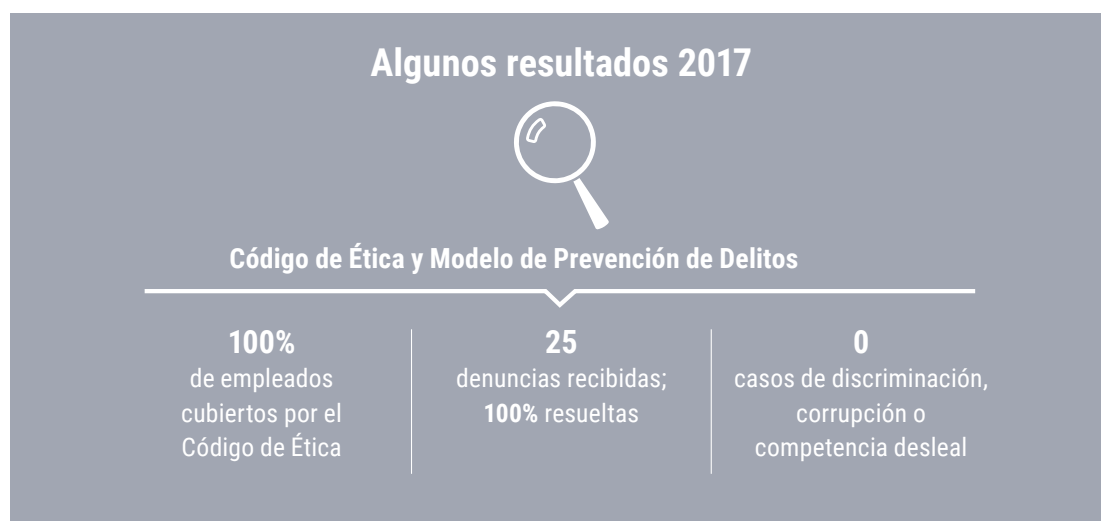 Algunos resultados 2017
Código de Ética y Modelo de Prevención de Delitos
100%
de empleados
cubiertos por el
Código de Ética
25
denuncias recibidas;
100% resueltas
0
casos de discriminación,
corrupción o
competencia desleal